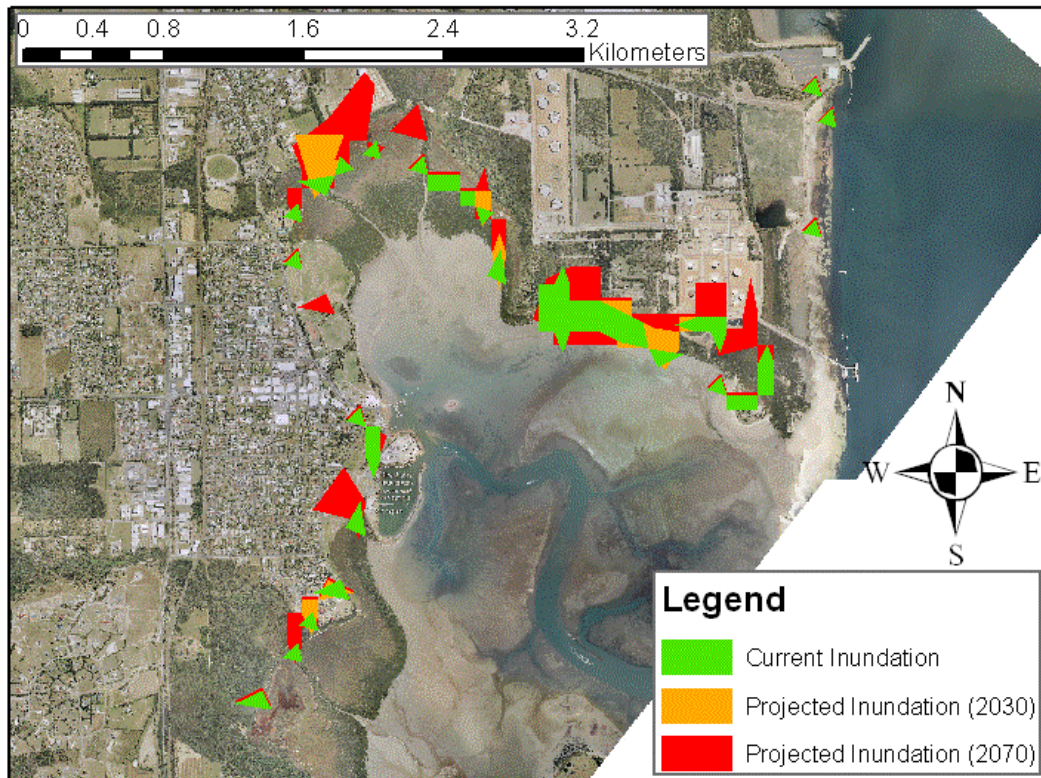 0 0.4 0.8 1.6 2.4 3.2
Kilometers
N
W E
S
Legend
Current Inundation
Projected Inundation (2030)
Projected Inundation (2070)